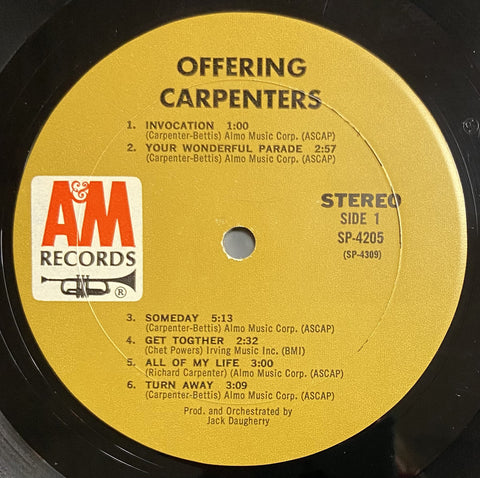 OFFERING
CARPENTERS
1. INVOCATION 1:00
(Carpenter-Bettis) Almo Music Corp. (ASCAP)
2. YOUR WONDERFUL PARADE 2:57
(Carpenter-Bettis) Almo Music Corp. (ASCAP)
A&M
RECORDS
®
STEREO
SIDE 1
SP-4205
(SP-4309)
3. SOMEDAY 5:13
(Carpenter-Bettis) Almo Music Corp. (ASCAP)
4. GET TOGTHER 2:32
(Chet Powers) Irving Music Inc. (BMI)
5. ALL OF MY LIFE 3:00
(Richard Carpenter) (Almo Music Corp. (ASCAP)
6. TURN AWAY 3:09
(Carpenter-Bettis) Almo Music Corp. (ASCAP)
Prod. and Orchestrated by
Jack Daugherry